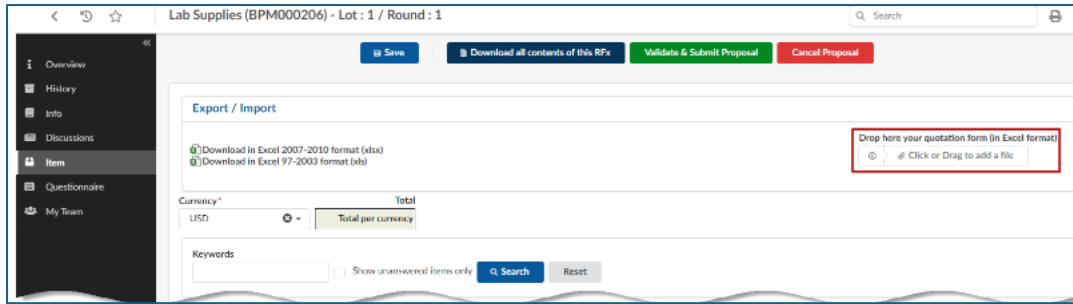 Lab Supplies (BPM000206) - Lot : 1 / Round : 1
Search
Save
Download all contents of this RFx
Validate & Submit Proposal
Cancel Proposal
Overview
History
Info
Discussions
Item
Questionnaire
My Team
Export / Import
Download in Excel 2007-2010 format (xlsx)
Download in Excel 97-2003 format (xls)
Drop here your quotation form (in Excel format)
Click or Drag to add a file
Currency*
Total
USD
Total per currency
Keywords
Show unanswered items only
Search
Reset